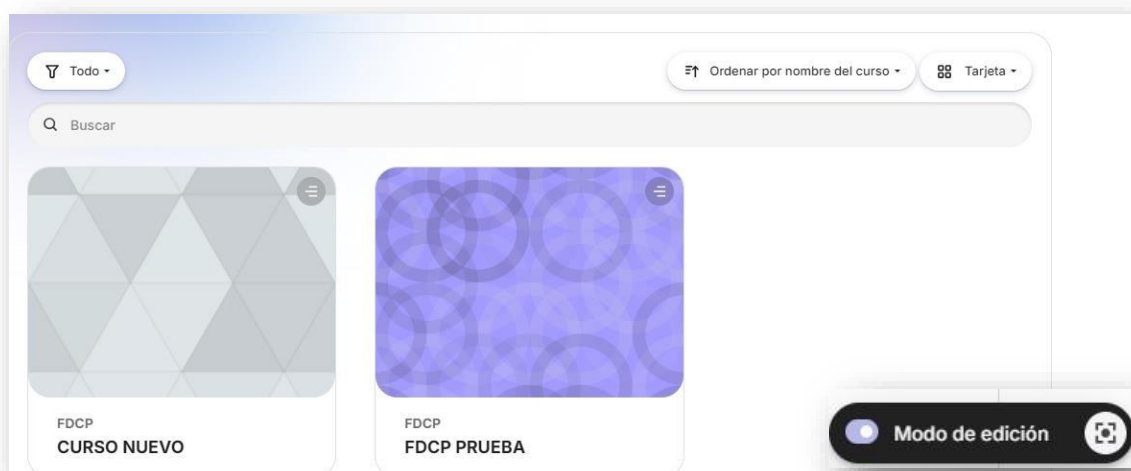 Todo
Ordenar por nombre del curso
Tarjeta
Buscar
FDCP
CURSO NUEVO
FDCP
FDCP PRUEBA
Modo de edición